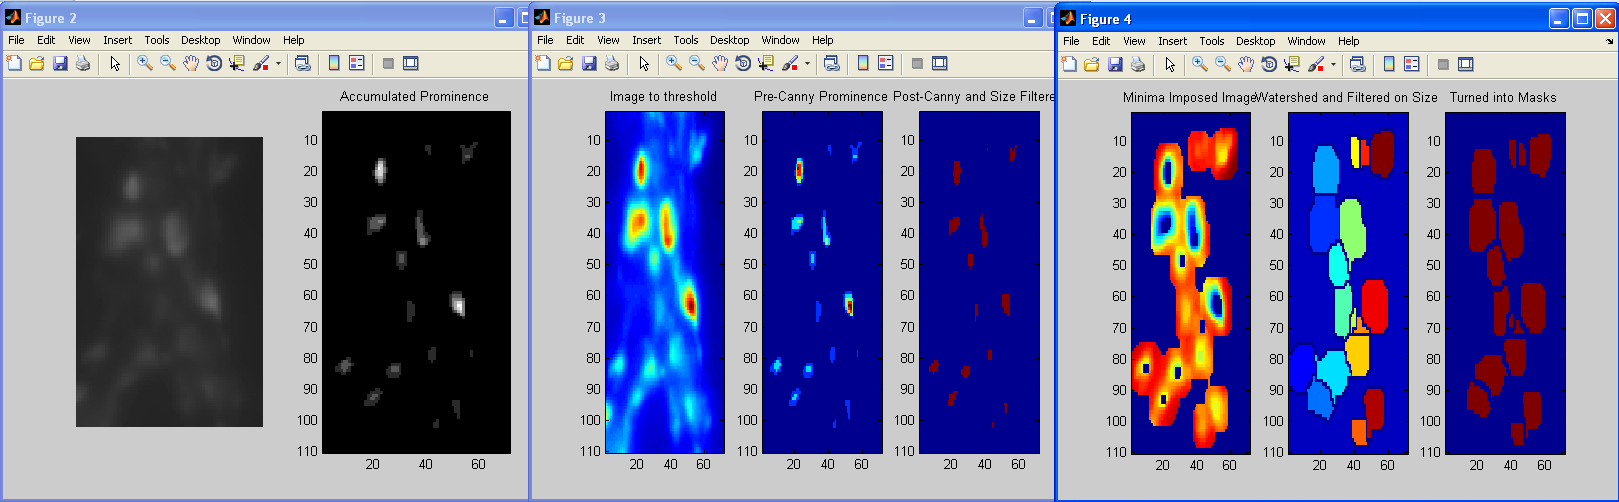 Figure 2
File Edit View Insert Tools Desktop Window Help
Accumulated Prominence
10
20
30
40
50
60
70
80
90
100
110
20 40 60
Figure 3
File Edit View Insert Tools Desktop Window Help
Image to threshold Pre-Canny Prominence Post-Canny and Size Filtere
10 10 10
20 20 20
30 30 30
40 40 40
50 50 50
60 60 60
70 70 70
80 80 80
90 90 90
100 100 100
110 110 110
20 40 60 20 40 60 20 40 60
Figure 4
File Edit View Insert Tools Desktop Window Help
Minima Imposed Image Watershed and Filtered on Size Turned into Masks
10 10 10
20 20 20
30 30 30
40 40 40
50 50 50
60 60 60
70 70 70
80 80 80
90 90 90
100 100 100
110 110 110
20 40 60 20 40 60 20 40 60